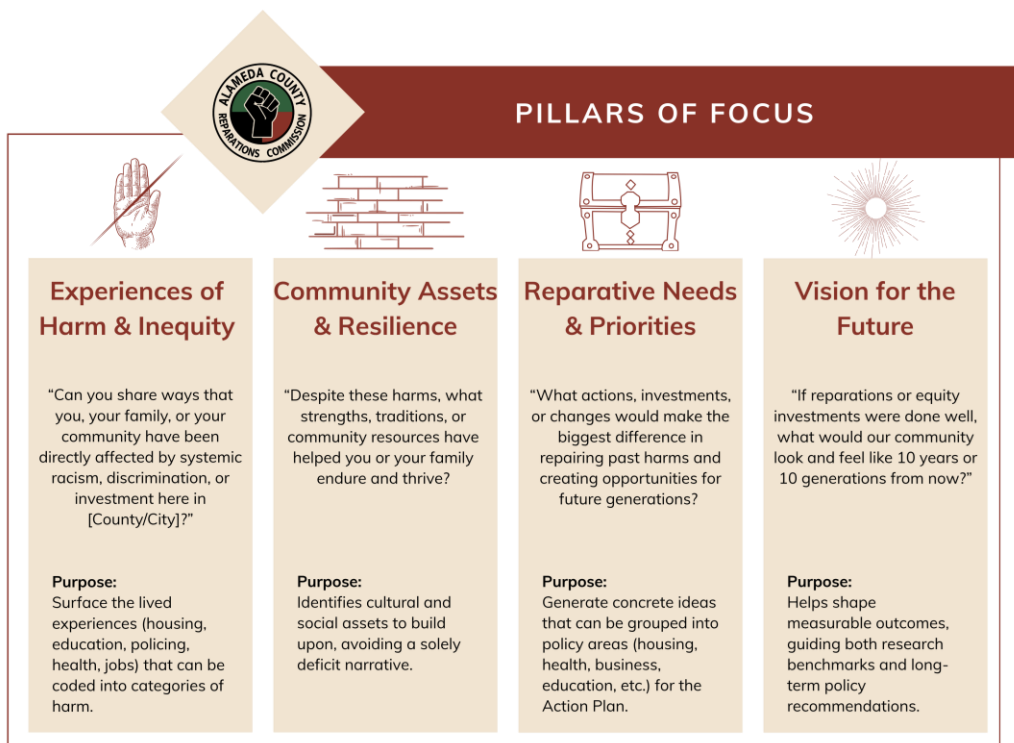 ALAMEDA COUNTY
REPARATIONS COMMISSION
PILLARS OF FOCUS
Experiences of
Harm & Inequity
“Can you share ways that
you, your family, or your
community have been
directly affected by systemic
racism, discrimination, or
investment here in
[County/City]?”
Purpose:
Surface the lived
experiences (housing,
education, policing,
health, jobs) that can be
coded into categories of
harm.
Community Assets
& Resilience
“Despite these harms, what
strengths, traditions, or
community resources have
helped you or your family
endure and thrive?
Purpose:
Identifies cultural and
social assets to build
upon, avoiding a solely
deficit narrative.
Reparative Needs
& Priorities
“What actions, investments,
or changes would make the
biggest difference in
repairing past harms and
creating opportunities for
future generations?
Purpose:
Generate concrete ideas
that can be grouped into
policy areas (housing,
health, business,
education, etc.) for the
Action Plan.
Vision for the
Future
“If reparations or equity
investments were done well,
what would our community
look and feel like 10 years or
10 generations from now?”
Purpose:
Helps shape
measurable outcomes,
guiding both research
benchmarks and long-
term policy
recommendations.